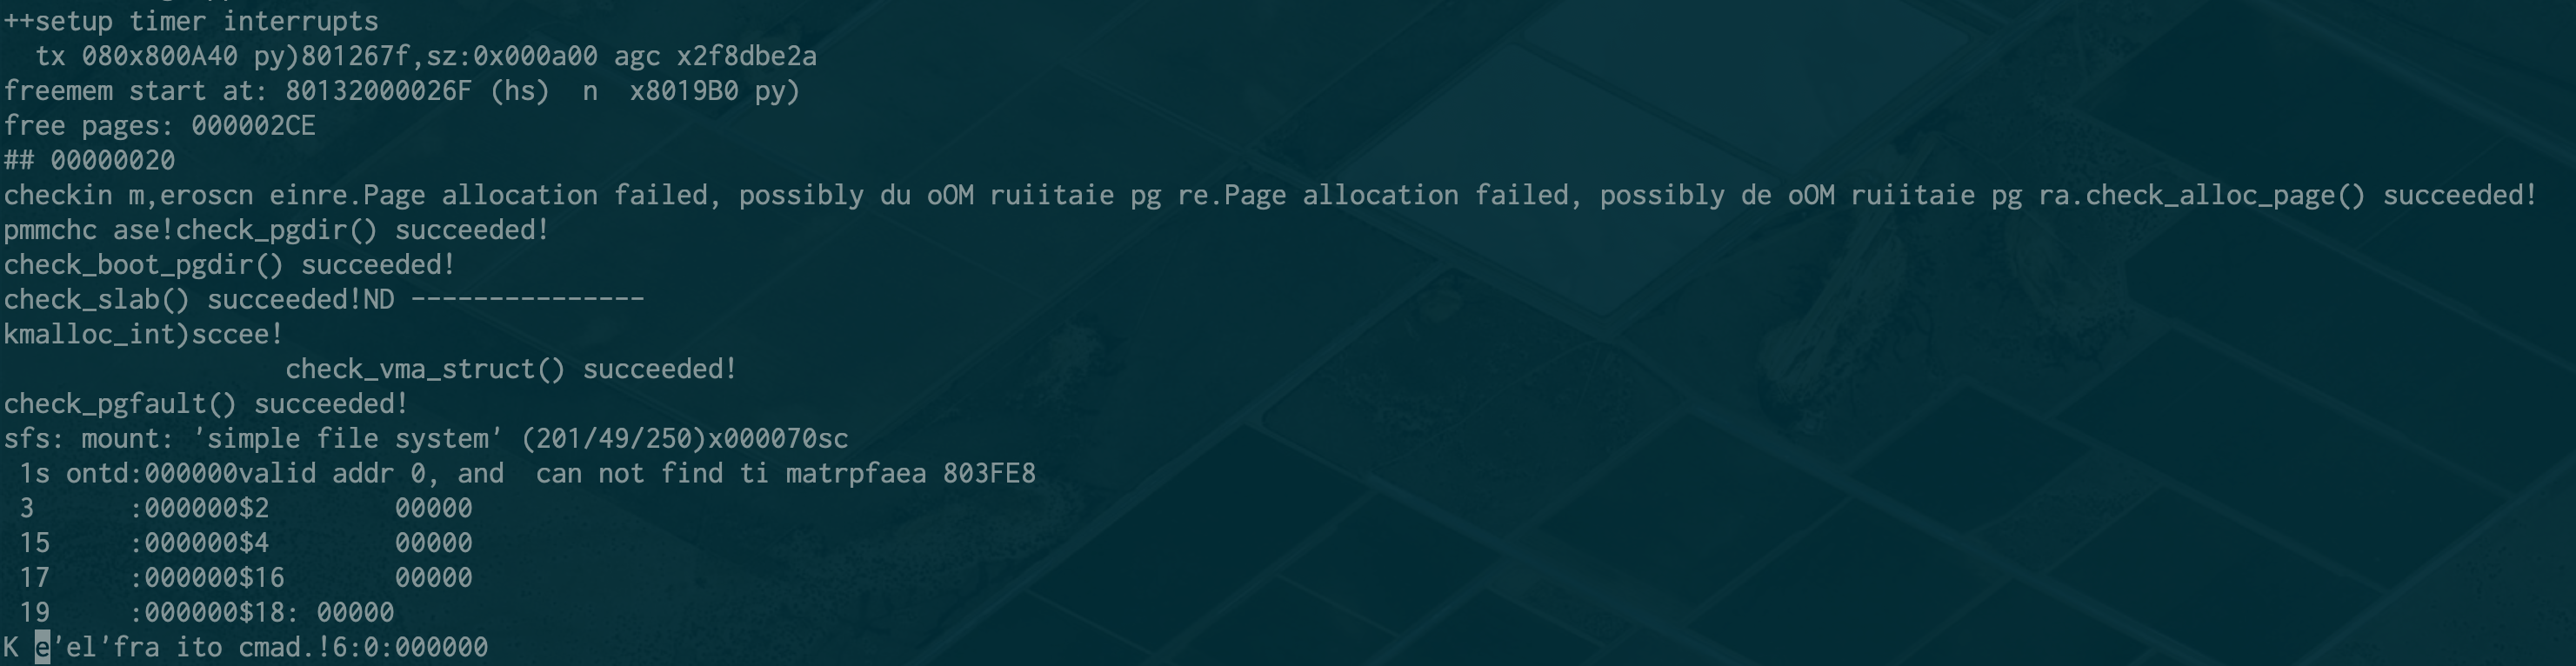 ++setup timer interrupts
  tx 080x800A40 py)801267f,sz:0x000a00 agc x2f8dbe2a
freemem start at: 80132000026F (hs)  n  x8019B0 py)
free pages: 000002CE
## 00000020
checkin m,eroscn einre.Page allocation failed, possibly du oOM ruiitaie pg re.Page allocation failed, possibly de oOM ruiitaie pg ra.check_alloc_page() succeeded!
pmmchc ase!check_pgdir() succeeded!
check_boot_pgdir() succeeded!
check_slab() succeeded!ND ---------------
kmalloc_int)sccee!
                  check_vma_struct() succeeded!
check_pgfault() succeeded!
sfs: mount: 'simple file system' (201/49/250)x000070sc
 1s ontd:000000valid addr 0, and  can not find ti matrpfaea 803FE8
 3      :000000$2        00000
 15     :000000$4        00000
 17     :000000$16       00000
 19     :000000$18: 00000
K e'el'fra ito cmad.!6:0:000000